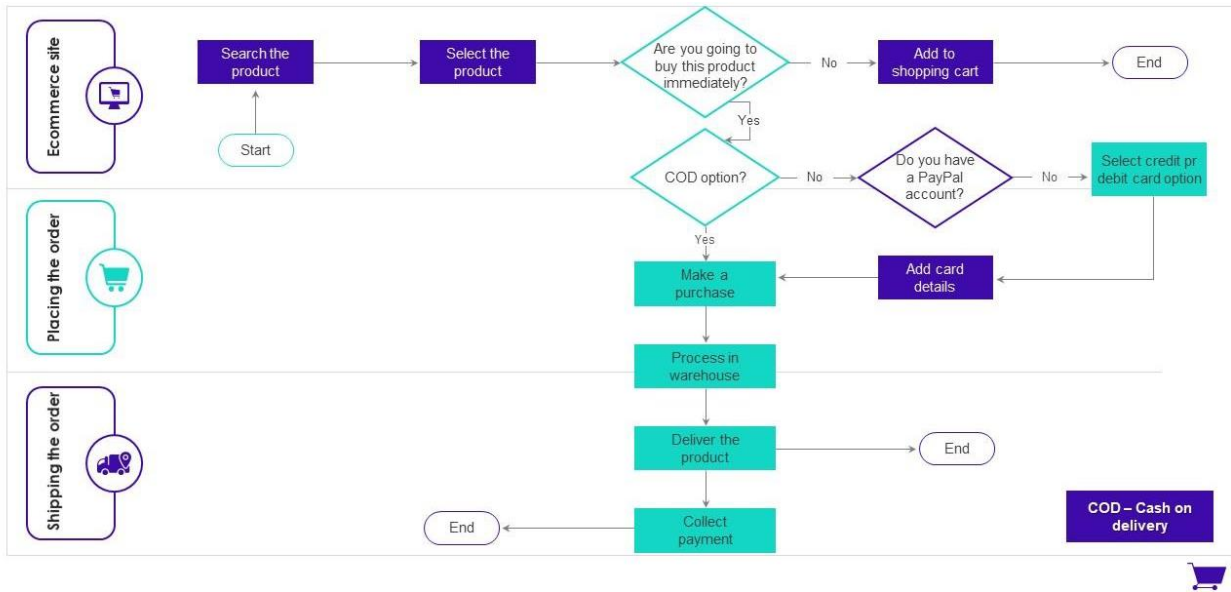 Ecommerce site
Search the
product
Select the
product
Are you going to
buy this product
immediately?
No
Add to
shopping cart
End
Yes
Start
COD option?
No
Do you have
a PayPal
account?
No
Select credit pr
debit card option
Placing the order
Yes
Make a
purchase
Add card
details
Process in
warehouse
Shipping the order
Deliver the
product
End
Collect
payment
End
COD – Cash on
delivery